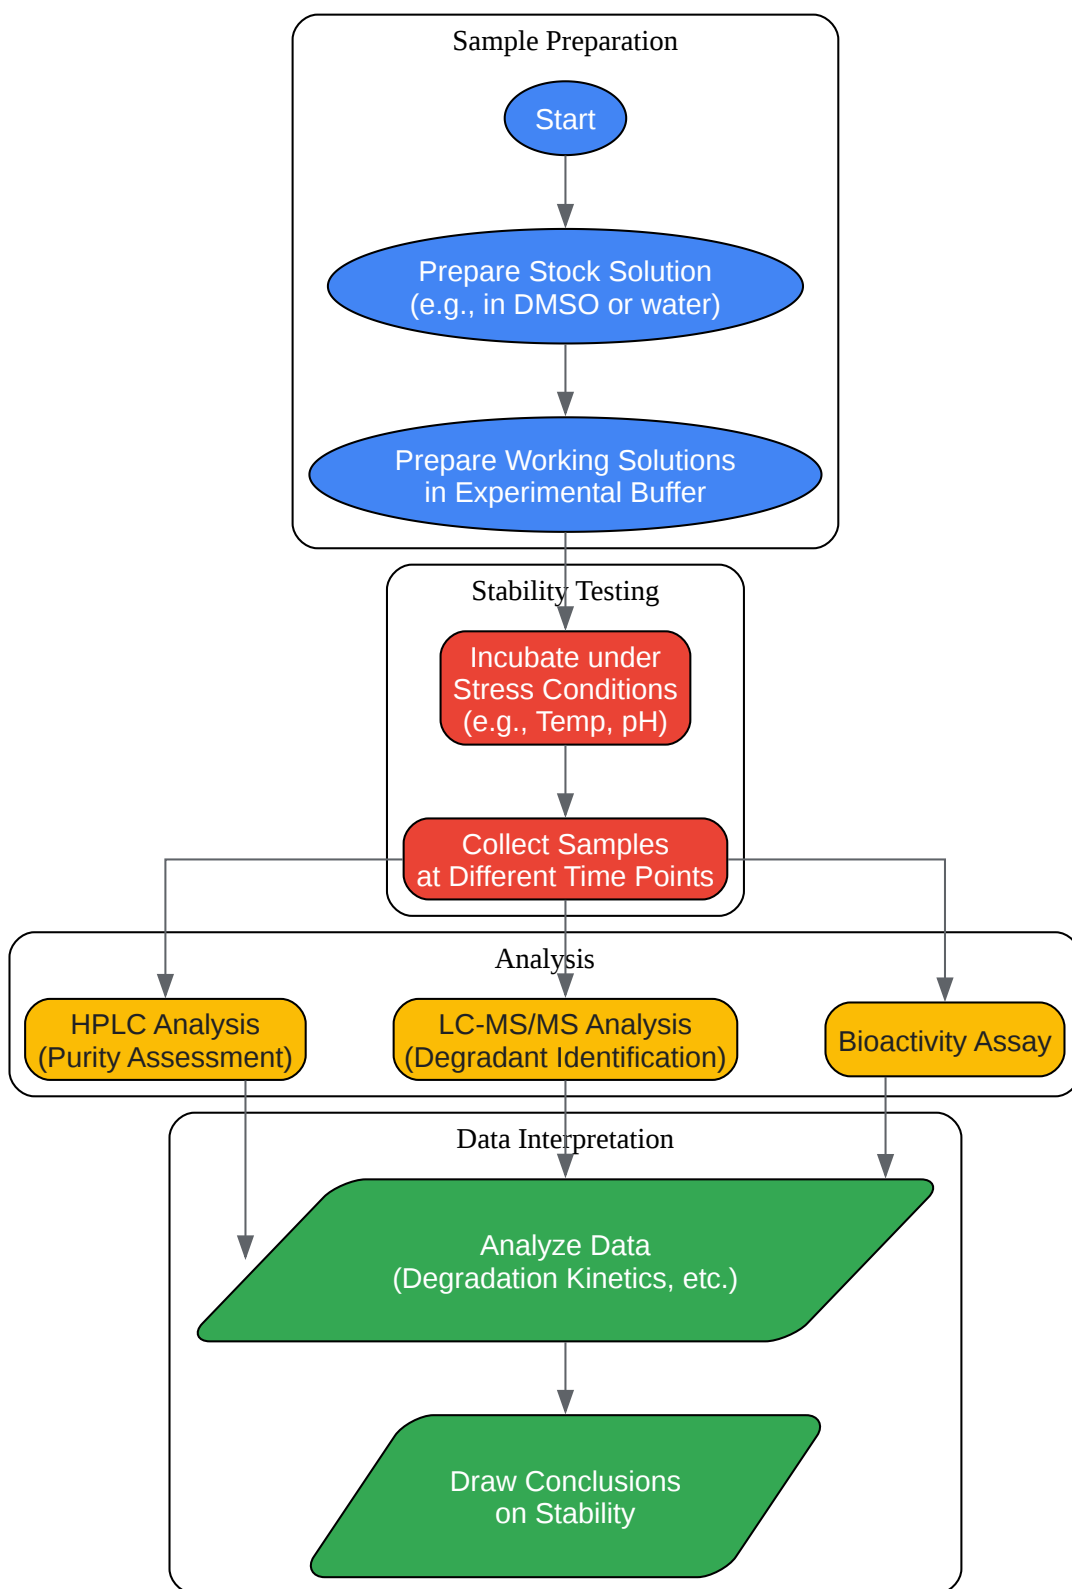 Sample Preparation
Start
Prepare Stock Solution
(e.g., in DMSO or water)
Prepare Working Solutions
in Experimental Buffer
Stability Testing
Incubate under
Stress Conditions
(e.g., Temp, pH)
Collect Samples
at Different Time Points
Analysis
HPLC Analysis
(Purity Assessment)
LC-MS/MS Analysis
(Degradant Identification)
Bioactivity Assay
Data Interpretation
Analyze Data
(Degradation Kinetics, etc.)
Draw Conclusions
on Stability